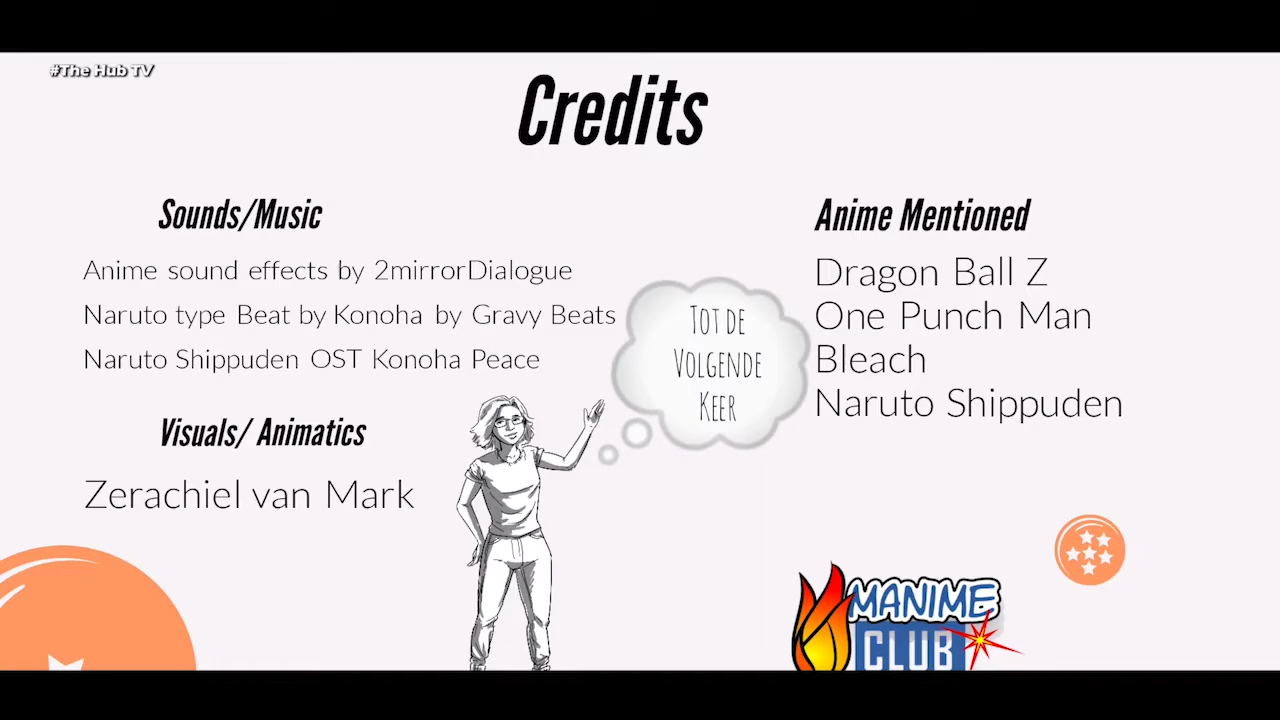 #The Hub TV
Credits
Sounds/Music
Anime sound effects by 2mirrorDialogue
Naruto type Beat by Konoha by Gravy Beats
Naruto Shippuden OST Konoha Peace
Visuals/ Animatics
Zerachiel van Mark
Anime Mentioned
Dragon Ball Z
One Punch Man
Bleach
Naruto Shippuden
TOT DE
VOLGENDE
KEER
MANIME
CLUB